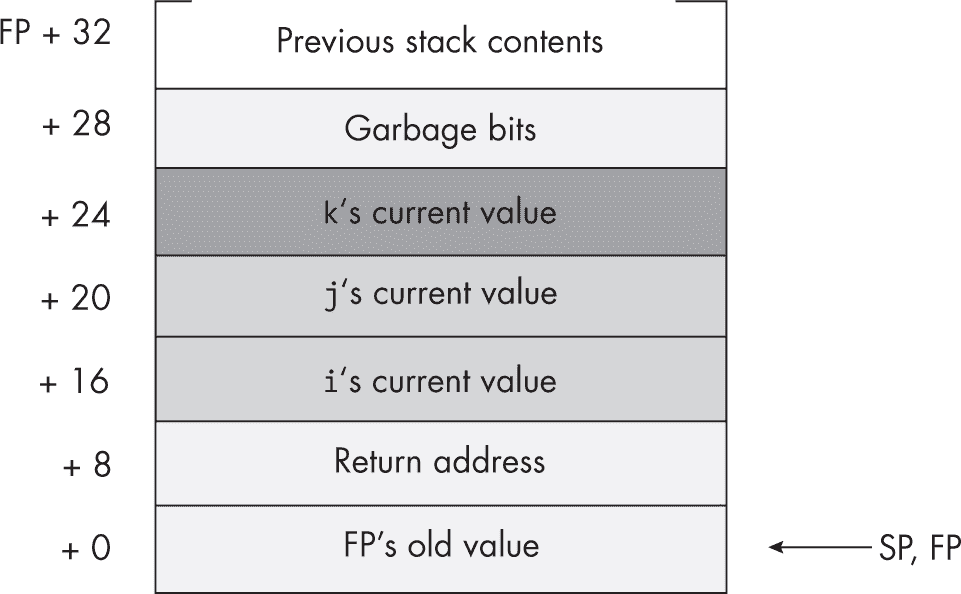 FP + 32 Previous stack contents
+ 28 Garbage bits
+ 24 k‘s current value
+ 20 j‘s current value
+ 16 i‘s current value
+ 8 Return address
+ 0 FP’s old value SP, FP